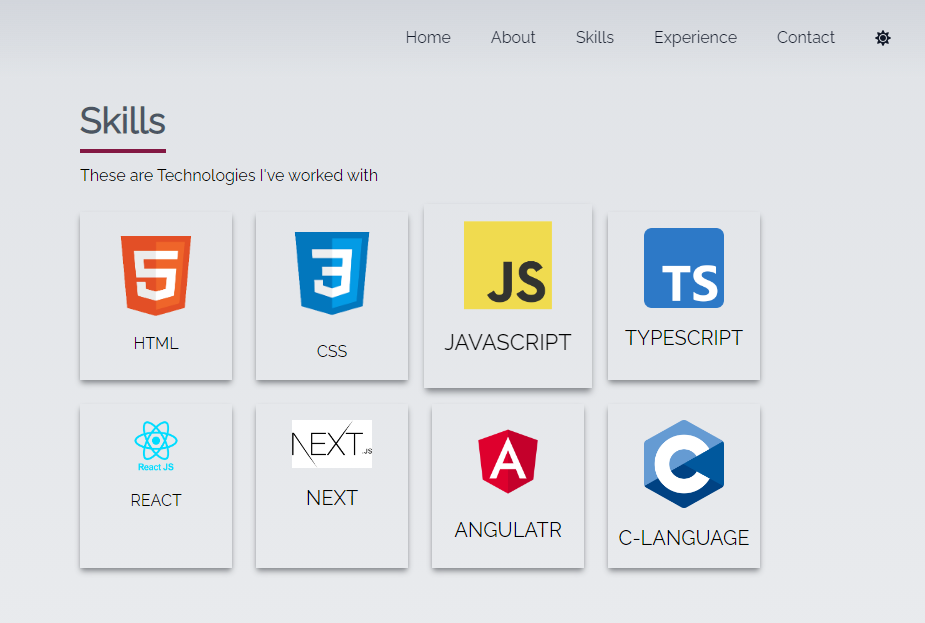 Home About Skills Experience Contact
Skills
These are Technologies I've worked with
5 3 JS TS
HTML CSS JAVASCRIPT TYPESCRIPT
React JS NEXT.JS A C
REACT NEXT ANGULATR C-LANGUAGE